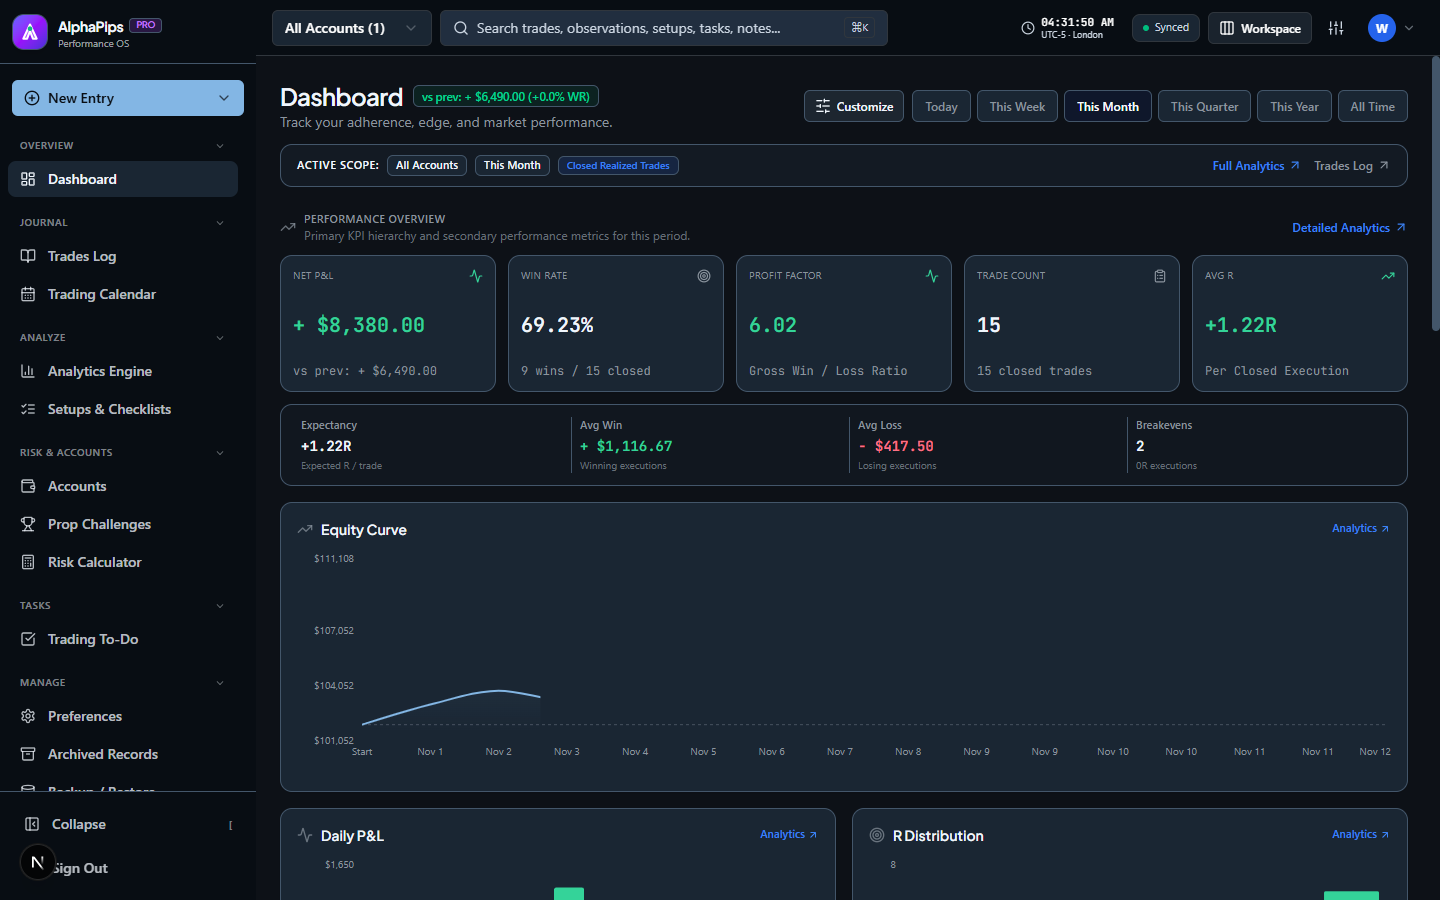 AlphaPips PRO
Performance OS
All Accounts (1)
Search trades, observations, setups, tasks, notes...
⌘K
04:31:50 AM
UTC-5 · London
Synced
Workspace
W
New Entry
OVERVIEW
Dashboard
JOURNAL
Trades Log
Trading Calendar
ANALYZE
Analytics Engine
Setups & Checklists
RISK & ACCOUNTS
Accounts
Prop Challenges
Risk Calculator
TASKS
Trading To-Do
MANAGE
Preferences
Archived Records
Backup / Restore
Collapse [
N
Sign Out
Dashboard
vs prev: + $6,490.00 (+0.0% WR)
Track your adherence, edge, and market performance.
Customize
Today
This Week
This Month
This Quarter
This Year
All Time
ACTIVE SCOPE: All Accounts This Month Closed Realized Trades
Full Analytics
Trades Log
PERFORMANCE OVERVIEW
Primary KPI hierarchy and secondary performance metrics for this period.
Detailed Analytics
NET P&L
+ $8,380.00
vs prev: + $6,490.00
WIN RATE
69.23%
9 wins / 15 closed
PROFIT FACTOR
6.02
Gross Win / Loss Ratio
TRADE COUNT
15
15 closed trades
AVG R
+1.22R
Per Closed Execution
Expectancy
+1.22R
Expected R / trade
Avg Win
+ $1,116.67
Winning executions
Avg Loss
- $417.50
Losing executions
Breakevens
2
0R executions
Equity Curve
Analytics
$111,108
$107,052
$104,052
$101,052
Start Nov 1 Nov 2 Nov 3 Nov 4 Nov 5 Nov 6 Nov 7 Nov 8 Nov 9 Nov 9 Nov 10 Nov 10 Nov 11 Nov 11 Nov 12
Daily P&L
Analytics
$1,650
R Distribution
Analytics
8